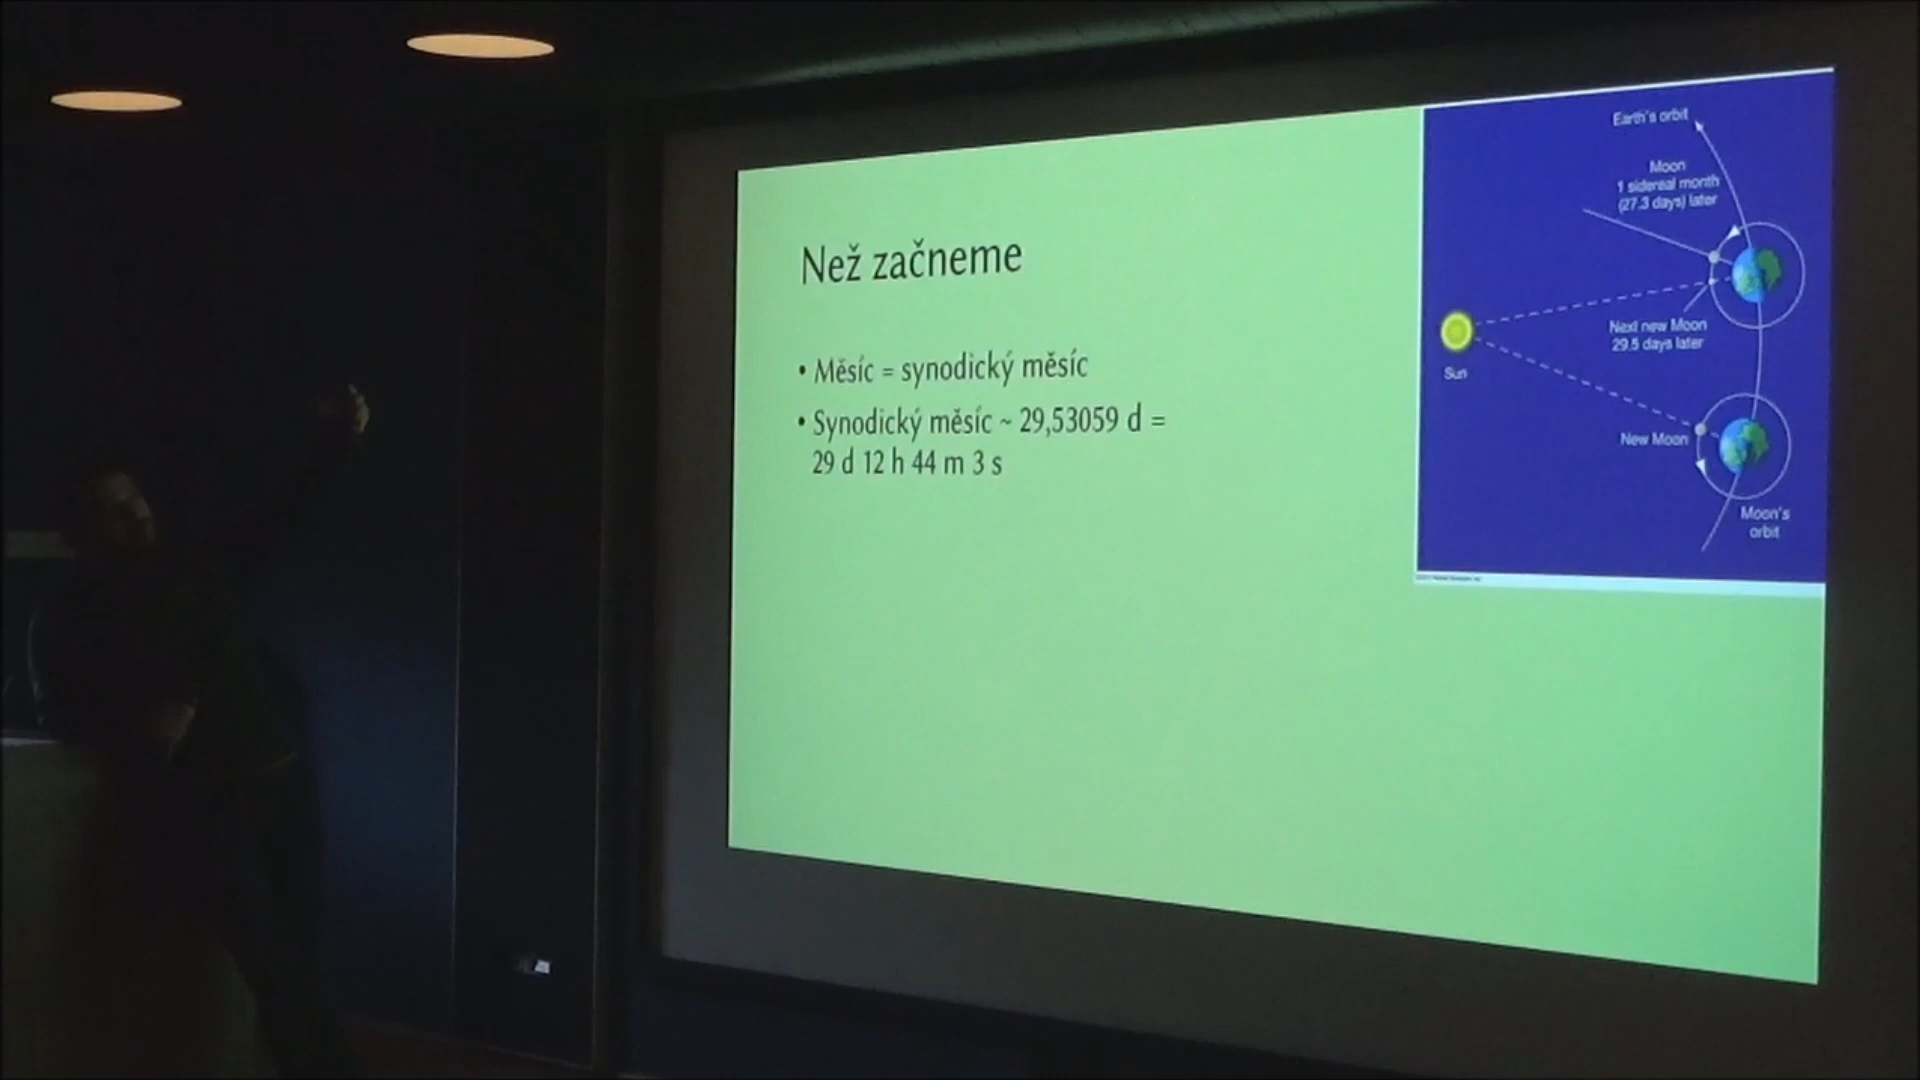 Než začneme
• Měsíc = synodický měsíc
• Synodický měsíc ~ 29,53059 d =
29 d 12 h 44 m 3 s
Earth's orbit
Moon
1 sidereal month
(27.3 days) later
Next new Moon
29.5 days later
Sun
New Moon
Moon's
orbit